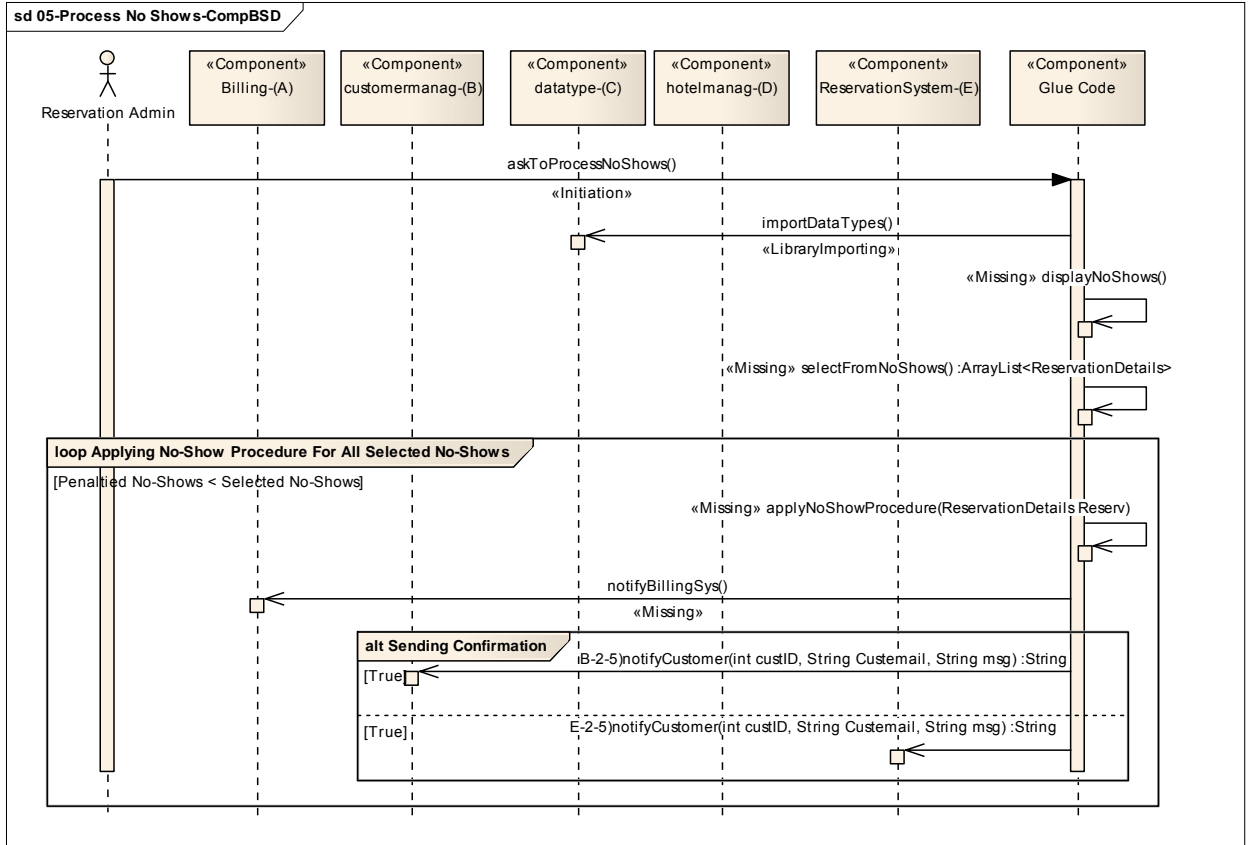 sd 05-Process No Shows-CompBSD
Reservation Admin
«Component»
Billing-(A)
«Component»
customermanag-(B)
«Component»
datatype-(C)
«Component»
hotelmanag-(D)
«Component»
ReservationSystem-(E)
«Component»
Glue Code
askToProcessNoShows()
«Initiation»
importDataTypes()
«LibraryImporting»
«Missing» displayNoShows()
«Missing» selectFromNoShows() :ArrayList<ReservationDetails>
loop Applying No-Show Procedure For All Selected No-Shows
[Penaltied No-Shows < Selected No-Shows]
«Missing» applyNoShowProcedure(ReservationDetails Reserv)
notifyBillingSys()
«Missing»
alt Sending Confirmation
B-2-5)notifyCustomer(int custID, String Custemail, String msg) :String
[True]
E-2-5)notifyCustomer(int custID, String Custemail, String msg) :String
[True]